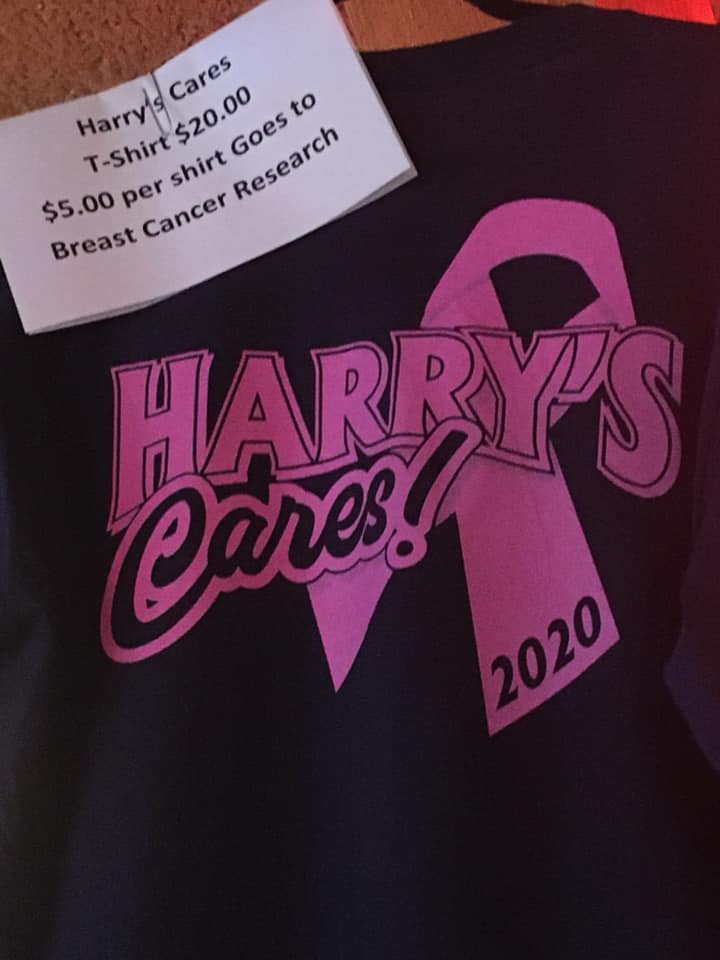 Harry's Cares
T-Shirt $20.00
$5.00 per shirt Goes to
Breast Cancer Research
HARRY'S
Cares!
2020